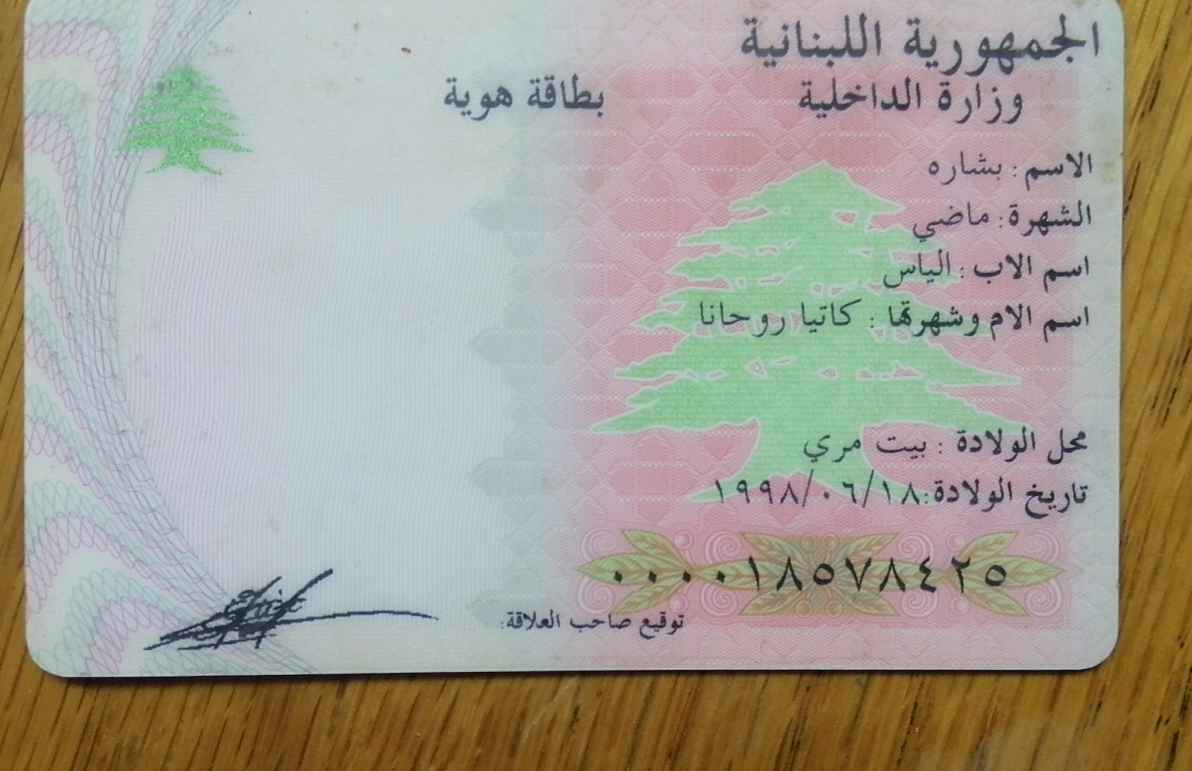 الجمهورية اللبنانية
وزارة الداخلية
بطاقة هوية
الاسم : بشاره
الشهرة : ماضي
اسم الاب : الياس
اسم الام وشهرتها : كاتيا روحانا
محل الولادة : بيت مري
تاريخ الولادة : ١٩٩٨/٠٦/١٨
٠٠٠٠١٨٥٧٨٤٢٥
توقيع صاحب العلاقة: